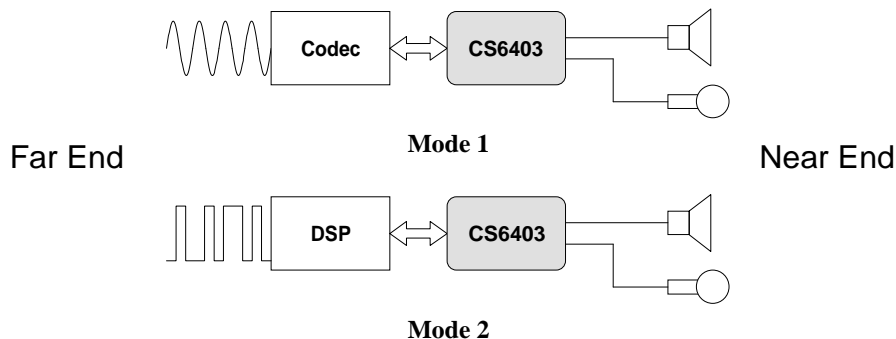 Codec
CS6403
Mode 1
Far End
Near End
DSP
CS6403
Mode 2